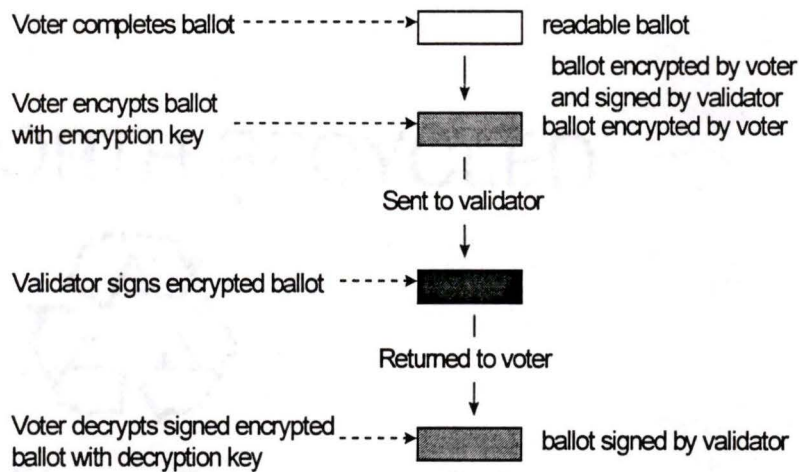 Voter completes ballot
readable ballot
ballot encrypted by voter
and signed by validator
Voter encrypts ballot
with encryption key
ballot encrypted by voter
Sent to validator
Validator signs encrypted ballot
Returned to voter
Voter decrypts signed encrypted
ballot with decryption key
ballot signed by validator